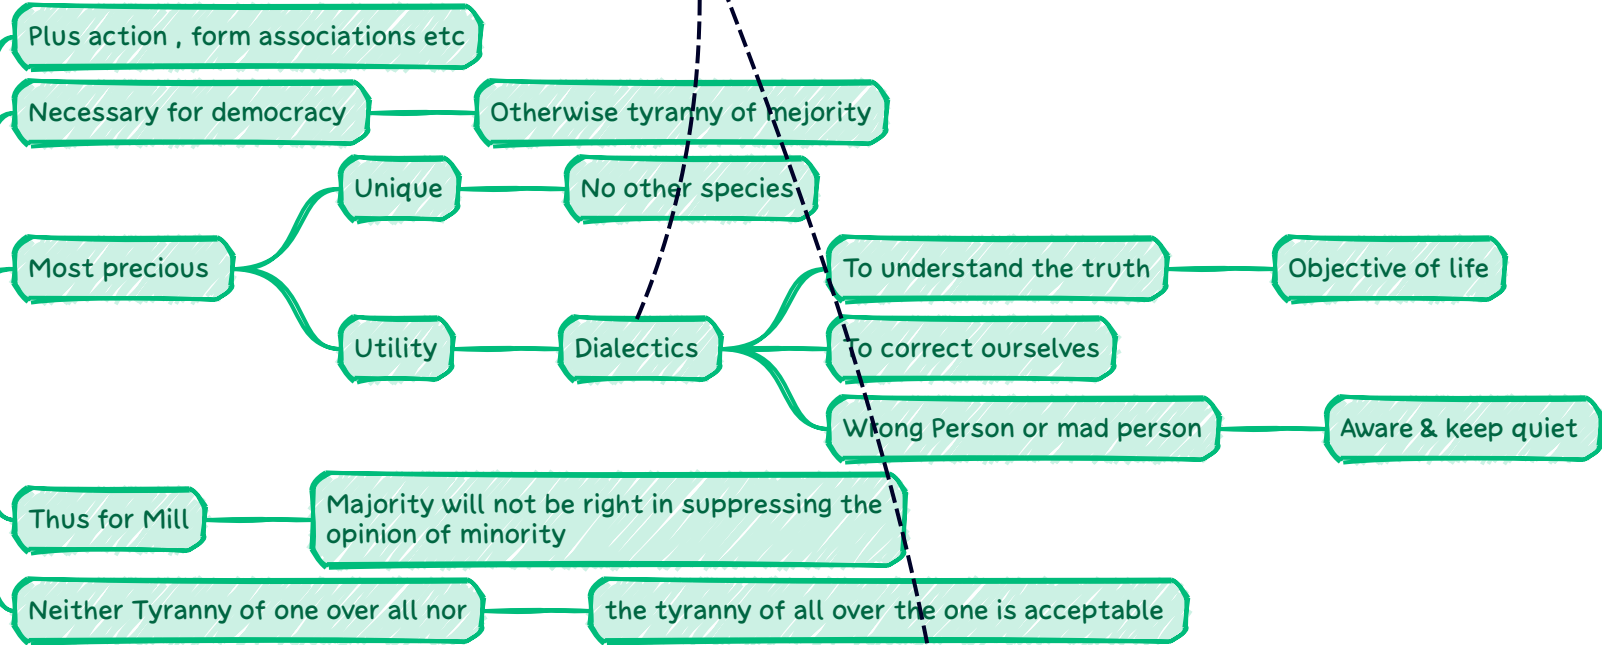 Plus action , form associations etc
Necessary for democracy
Otherwise tyranny of mejority
Unique
No other species
Most precious
To understand the truth
Objective of life
Utility
Dialectics
To correct ourselves
Wrong Person or mad person
Aware & keep quiet
Thus for Mill
Majority will not be right in suppressing the
opinion of minority
Neither Tyranny of one over all nor
the tyranny of all over the one is acceptable